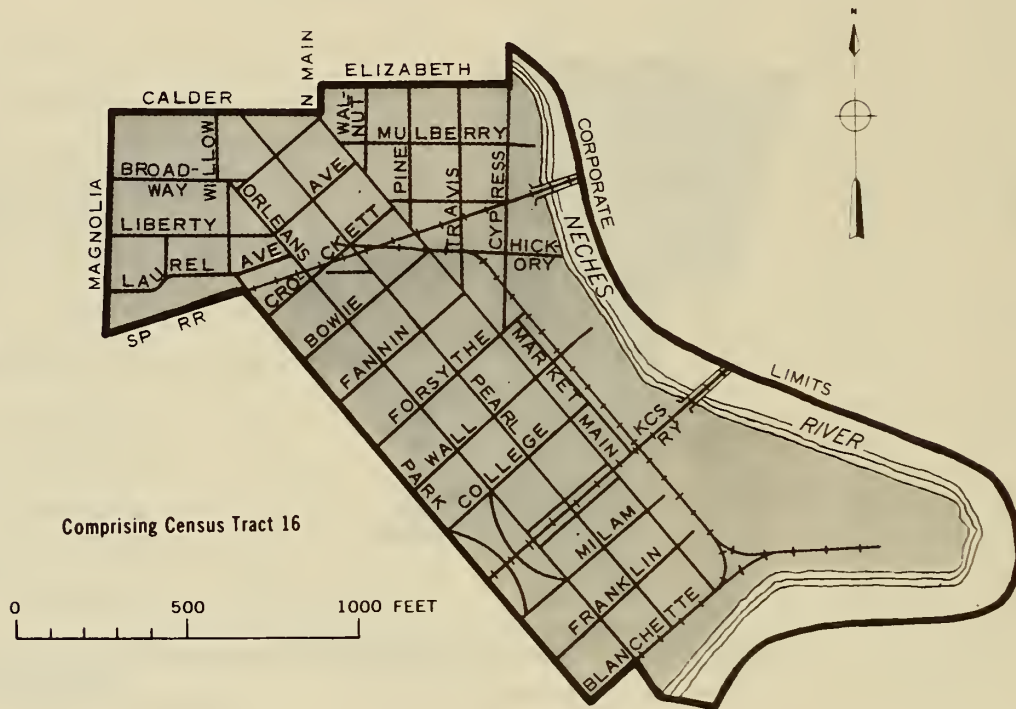 N
N MAIN
ELIZABETH
CALDER
WAL-
NUT
MULBERRY
WILLOW
PINE
TRAVIS
CYPRESS
CORPORATE
BROAD-
WAY
ORLEANS
AVE
CROCKETT
LIBERTY
MAGNOLIA
HICK-
ORY
NECHES
LAUREL AVE
SP RR
BOWIE
FANNIN
FORSYTHE
MARKET
MAIN
PEARL
LIMITS
RIVER
KCS
RY
WALL
PARK
COLLEGE
Comprising Census Tract 16
MILAM
FRANKLIN
BLANCHETTE
0 500 1000 FEET